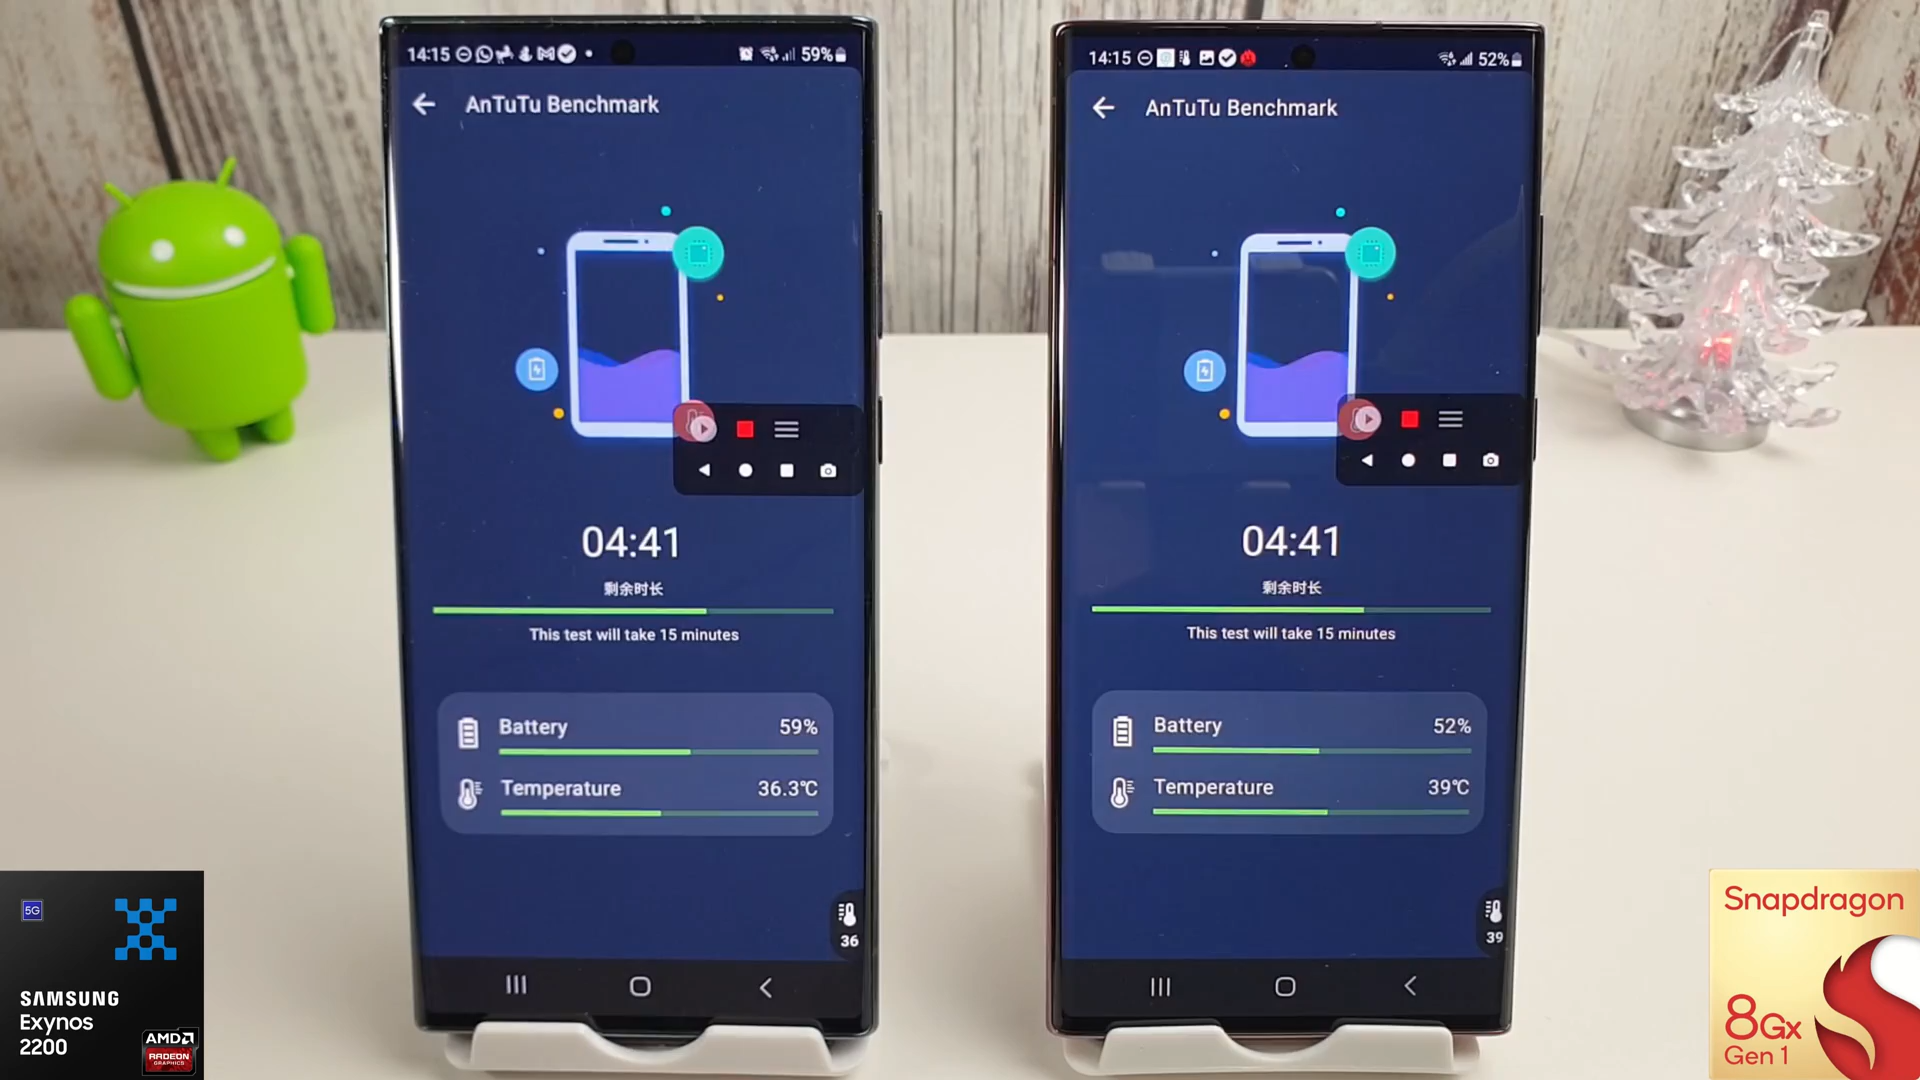 14:15
59%
AnTuTu Benchmark
04:41
剩余时长
This test will take 15 minutes
Battery
59%
Temperature
36.3℃
36
14:15
52%
AnTuTu Benchmark
04:41
剩余时长
This test will take 15 minutes
Battery
52%
Temperature
39℃
39
5G
SAMSUNG
Exynos
2200
AMD
RADEON
GRAPHICS
Snapdragon
8Gx
Gen 1